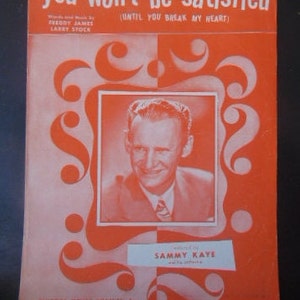 you won't be satisfied
(UNTIL YOU BREAK MY HEART)
Words and Music by
FREDDY JAMES
LARRY STOCK
SAMMY KAYE